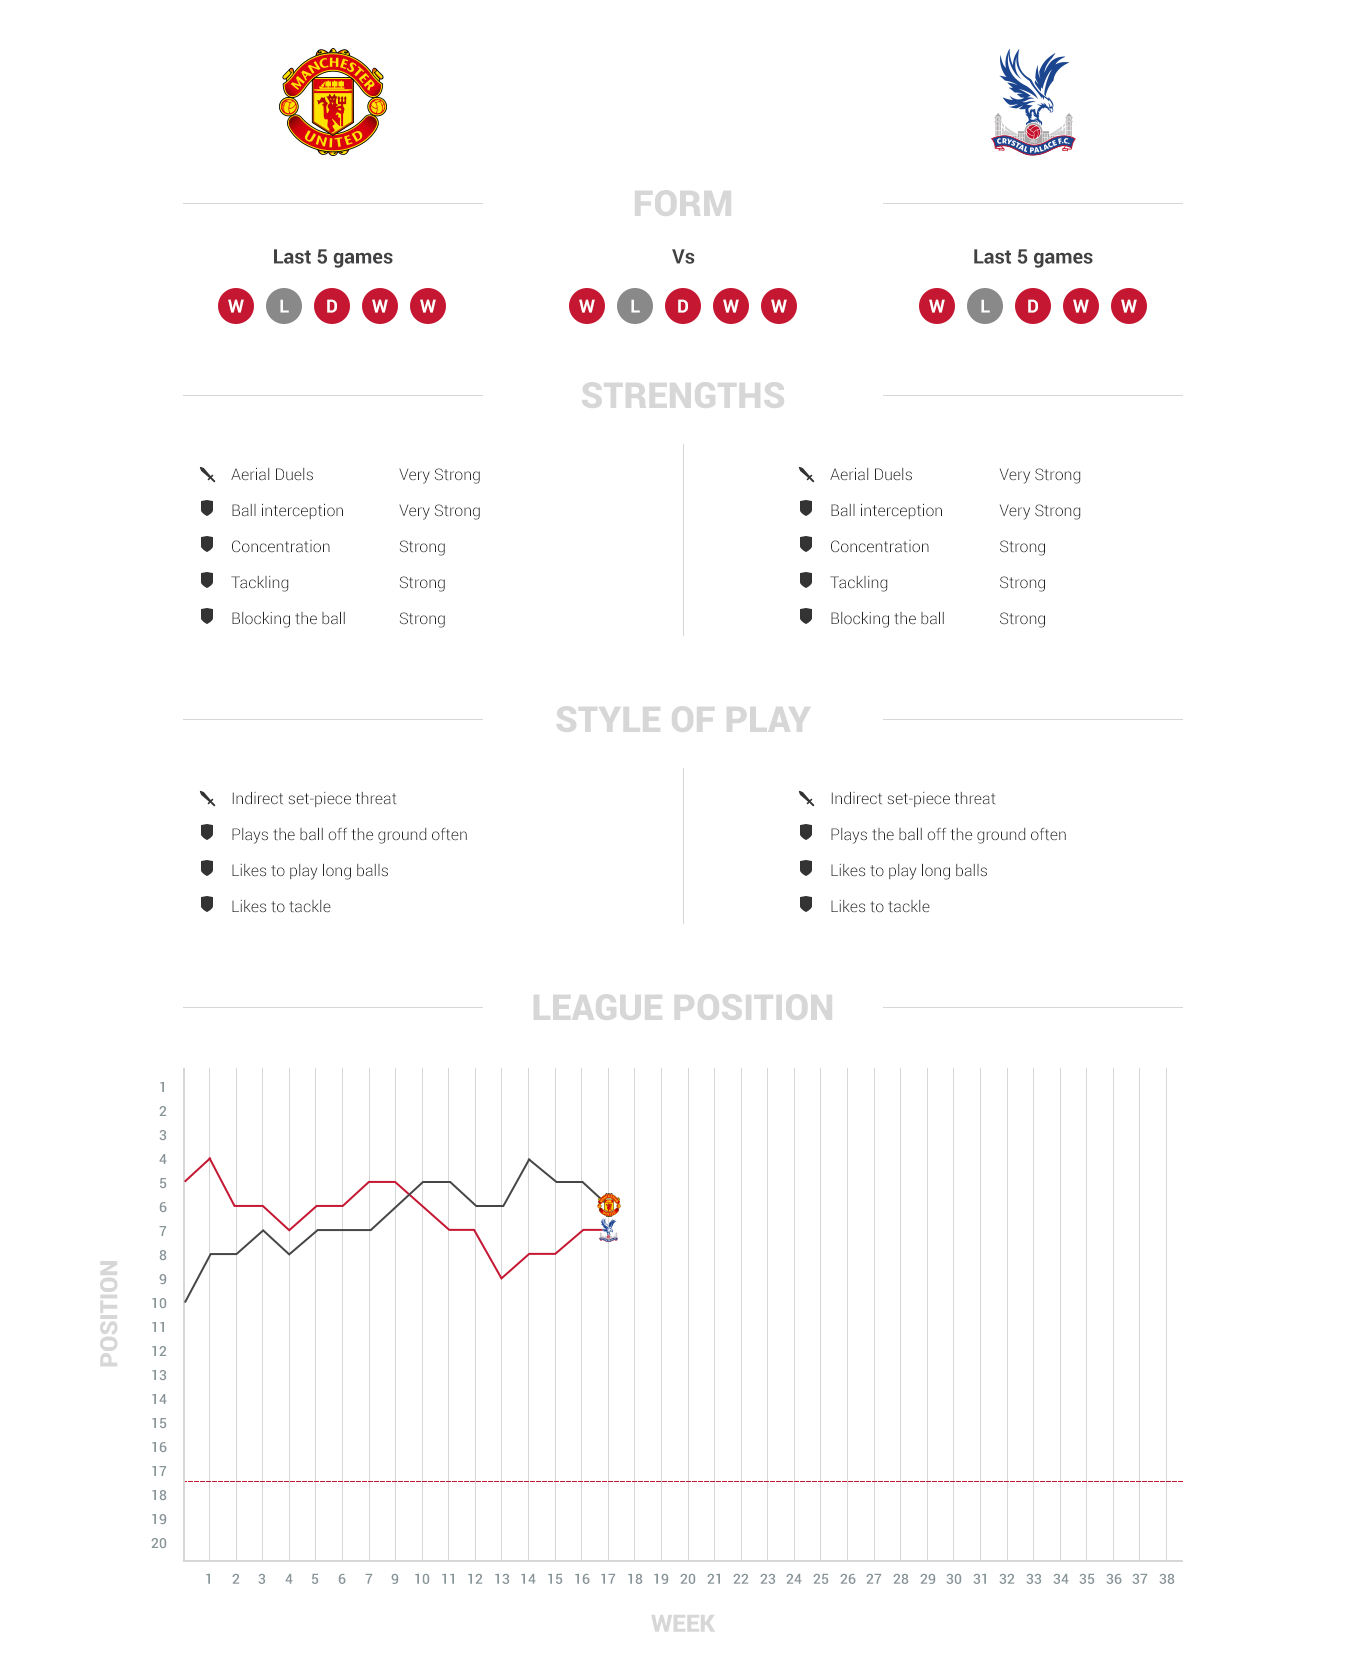 MANCHESTER
UNITED
CRYSTAL PALACE F.C.
FORM
Last 5 games Vs Last 5 games
W L D W W W L D W W W L D W W
STRENGTHS
Aerial Duels Very Strong
Ball interception Very Strong
Concentration Strong
Tackling Strong
Blocking the ball Strong
Aerial Duels Very Strong
Ball interception Very Strong
Concentration Strong
Tackling Strong
Blocking the ball Strong
STYLE OF PLAY
Indirect set-piece threat
Plays the ball off the ground often
Likes to play long balls
Likes to tackle
Indirect set-piece threat
Plays the ball off the ground often
Likes to play long balls
Likes to tackle
LEAGUE POSITION
POSITION
1
2
3
4
5
6
7
8
9
10
11
12
13
14
15
16
17
18
19
20
1 2 3 4 5 6 7 8 9 10 11 12 13 14 15 16 17 18 19 20 21 22 23 24 25 26 27 28 29 30 31 32 33 34 35 36 37 38
WEEK